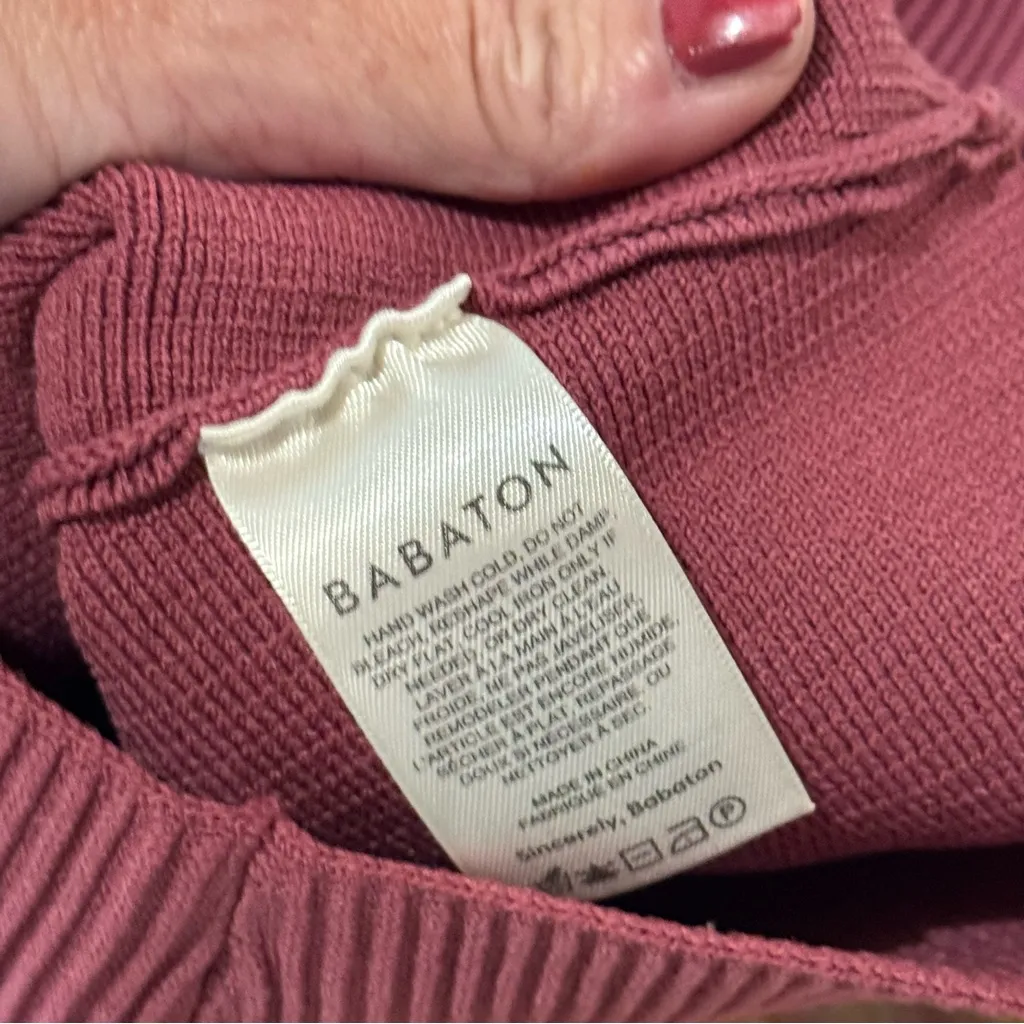 BABATON
HAND WASH COLD, DO NOT
BLEACH, RESHAPE WHILE DAMP,
DRY FLAT, COOL IRON ONLY IF
NEEDED, OR DRY CLEAN
LAVER À LA MAIN À L'EAU
FROIDE, NE PAS JAVELISER,
REMODELER PENDANT QUE
L'ARTICLE EST ENCORE HUMIDE,
SÉCHER À PLAT, REPASSAGE
DOUX SI NÉCESSAIRE, OU
NETTOYER À SEC
MADE IN CHINA
FABRIQUÉ EN CHINE
Sincerely, Babaton
P